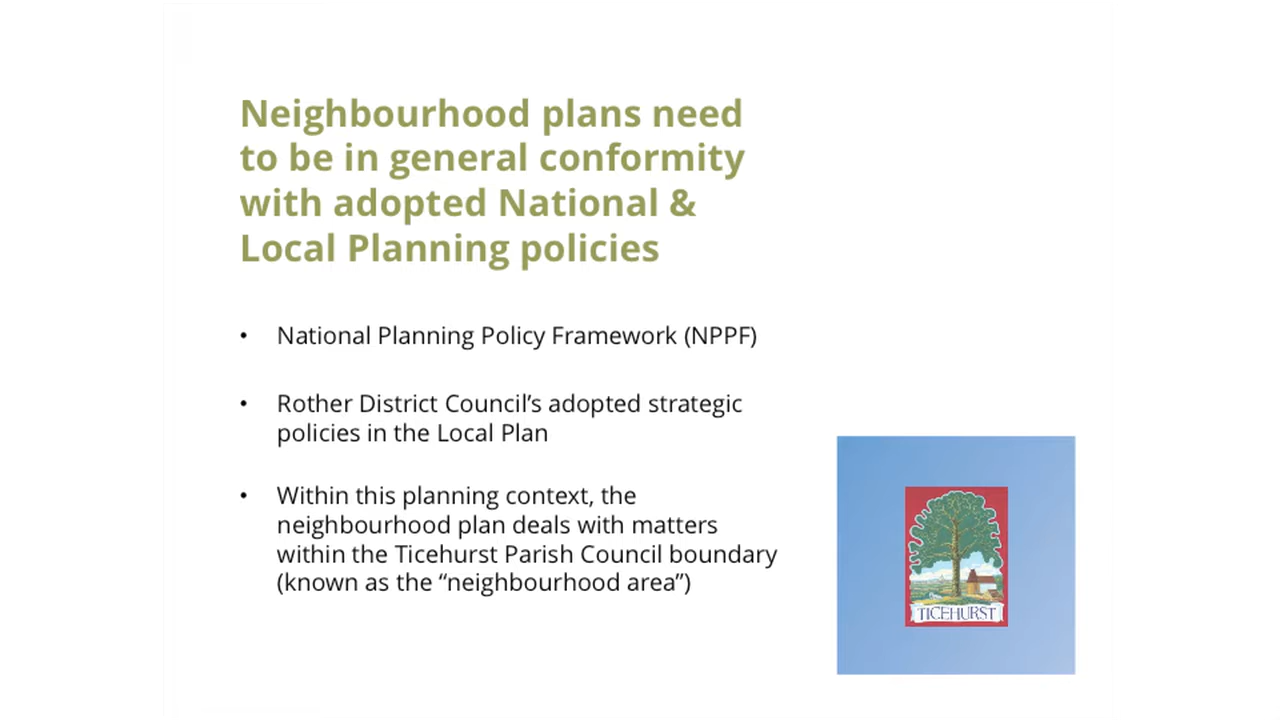 Neighbourhood plans need
to be in general conformity
with adopted National &
Local Planning policies
• National Planning Policy Framework (NPPF)
• Rother District Council’s adopted strategic
policies in the Local Plan
• Within this planning context, the
neighbourhood plan deals with matters
within the Ticehurst Parish Council boundary
(known as the “neighbourhood area”)
TICEHURST